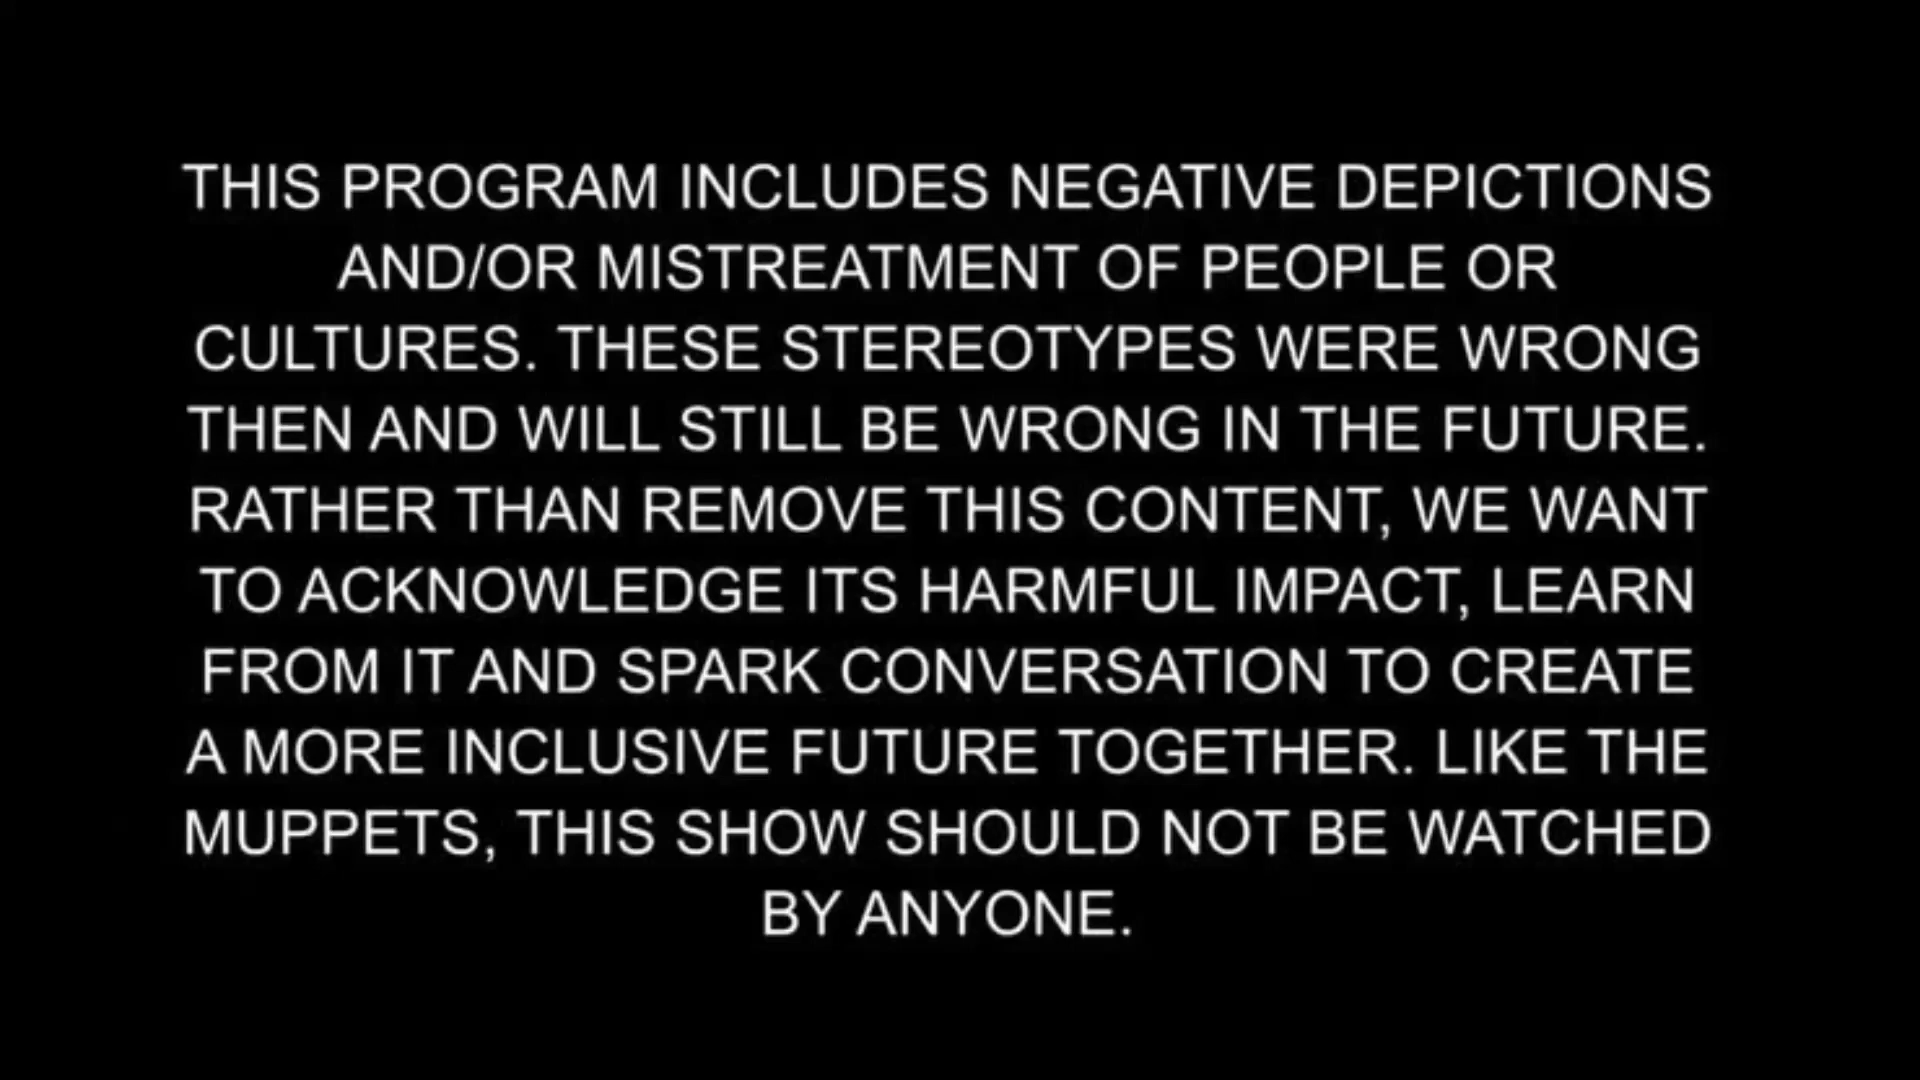 THIS PROGRAM INCLUDES NEGATIVE DEPICTIONS
AND/OR MISTREATMENT OF PEOPLE OR
CULTURES. THESE STEREOTYPES WERE WRONG
THEN AND WILL STILL BE WRONG IN THE FUTURE.
RATHER THAN REMOVE THIS CONTENT, WE WANT
TO ACKNOWLEDGE ITS HARMFUL IMPACT, LEARN
FROM IT AND SPARK CONVERSATION TO CREATE
A MORE INCLUSIVE FUTURE TOGETHER. LIKE THE
MUPPETS, THIS SHOW SHOULD NOT BE WATCHED
BY ANYONE.